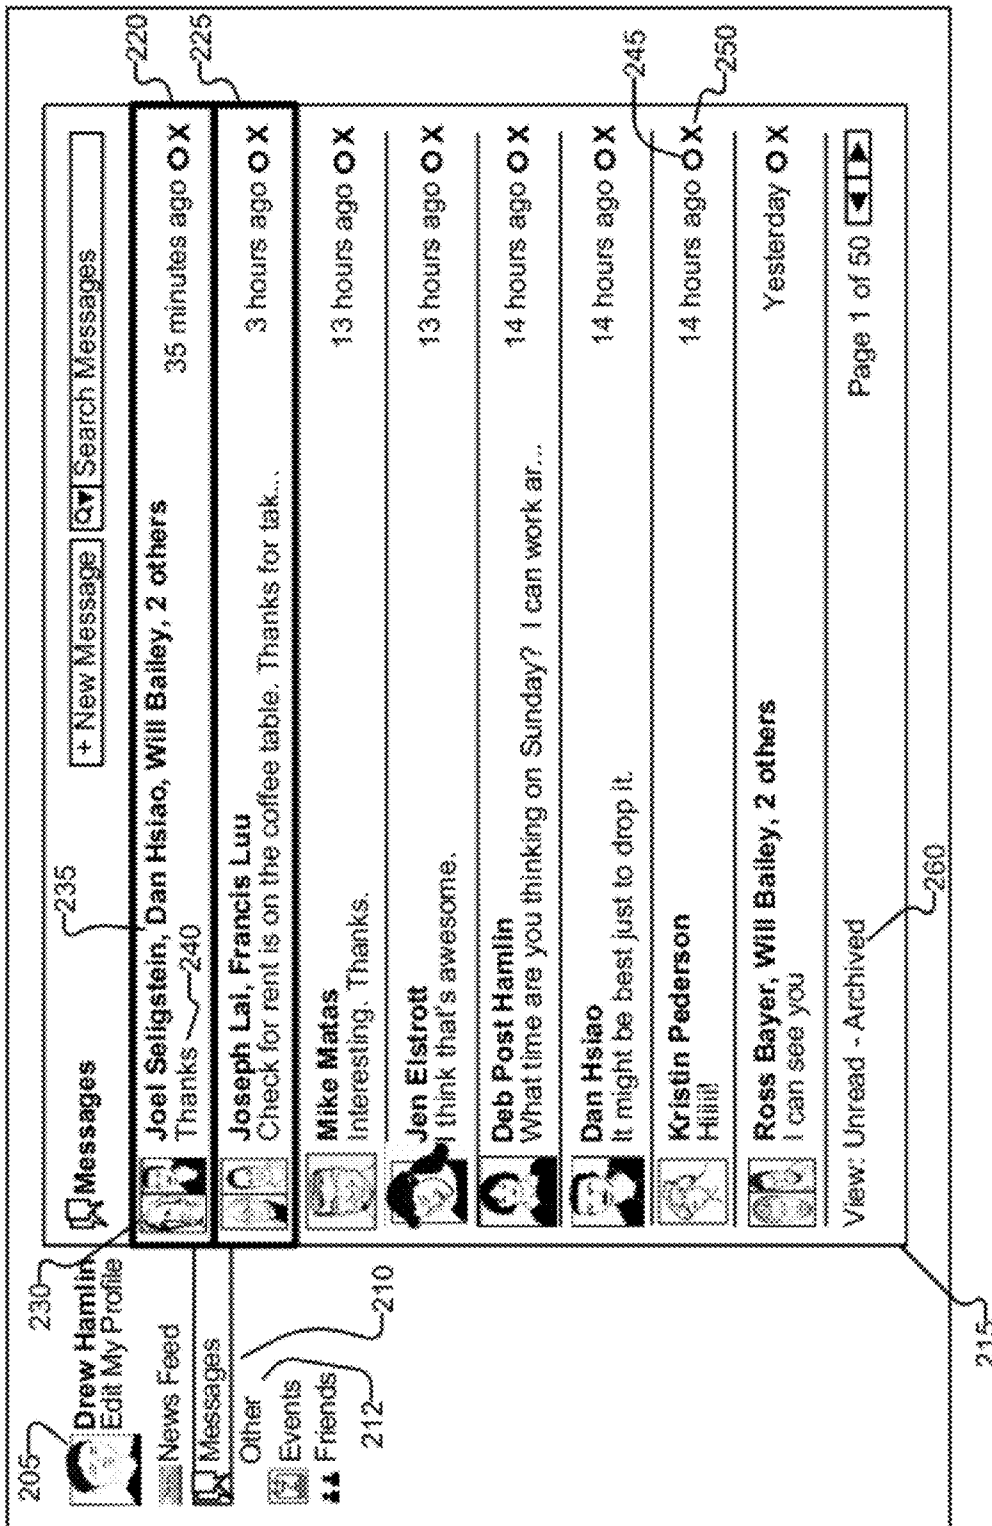 205
Drew Hamlin
Edit My Profile
News Feed
Messages
Other
Events
Friends
210
212
215
230
Messages
+ New Message
Search Messages
235
Joel Seligstein, Dan Hsiao, Will Bailey, 2 others
Thanks
240
35 minutes ago O X
220
Joseph Lai, Francis Luu
Check for rent is on the coffee table. Thanks for tak...
3 hours ago O X
225
Mike Matas
Interesting. Thanks.
13 hours ago O X
Jen Elstrott
I think that's awesome.
13 hours ago O X
Deb Post Hamlin
What time are you thinking on Sunday? I can work ar...
14 hours ago O X
Dan Hsiao
It might be best just to drop it.
14 hours ago O X
245
Kristin Pederson
14 hours ago O X
250
Ross Bayer, Will Bailey, 2 others
I can see you
Yesterday O X
View: Unread - Archived
260
Page 1 of 50